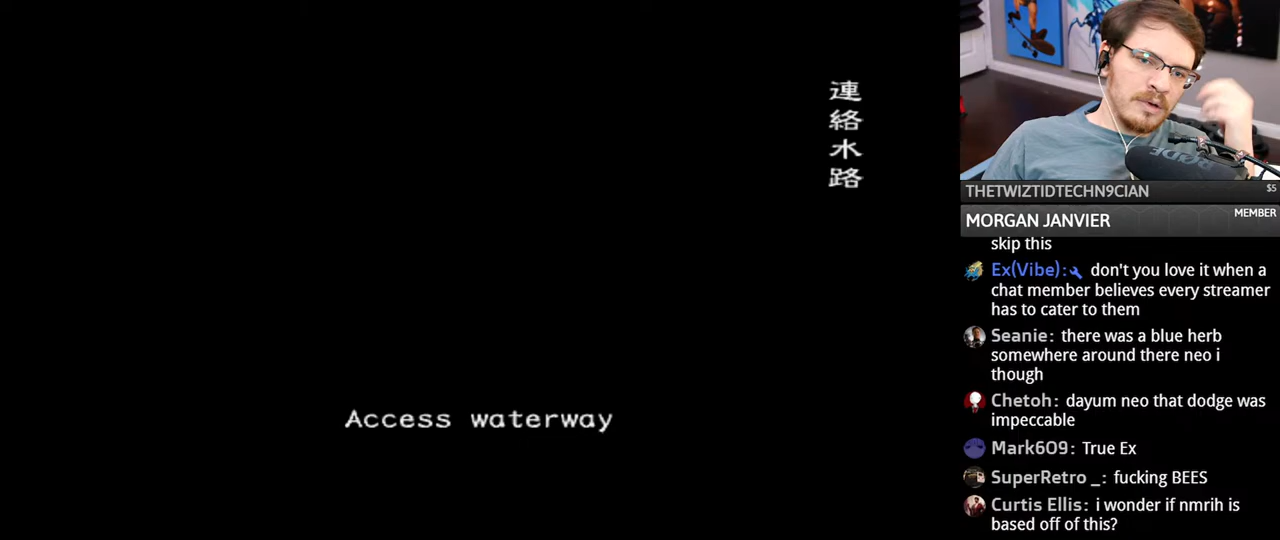 連絡水路
Access waterway
RODE
THETWIZTIDTECHN9CIAN
$5
MORGAN JANVIER
MEMBER
skip this
Ex(Vibe): don't you love it when a
chat member believes every streamer
has to cater to them
Seanie: there was a blue herb
somewhere around there neo i
though
Chetoh: dayum neo that dodge was
impeccable
Mark609: True Ex
SuperRetro _: fucking BEES
Curtis Ellis: i wonder if nmrih is
based off of this?